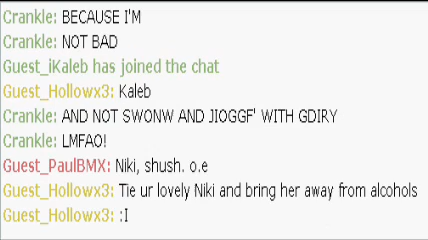 Crankle: BECAUSE I'M
Crankle: NOT BAD
Guest_iKaleb has joined the chat
Guest_Hollowx3: Kaleb
Crankle: AND NOT SWONW AND JIOGGF' WITH GDIRY
Crankle: LMFAO!
Guest_PaulBMX: Niki, shush. o.e
Guest_Hollowx3: Tie ur lovely Niki and bring her away from alcohols
Guest_Hollowx3: :I